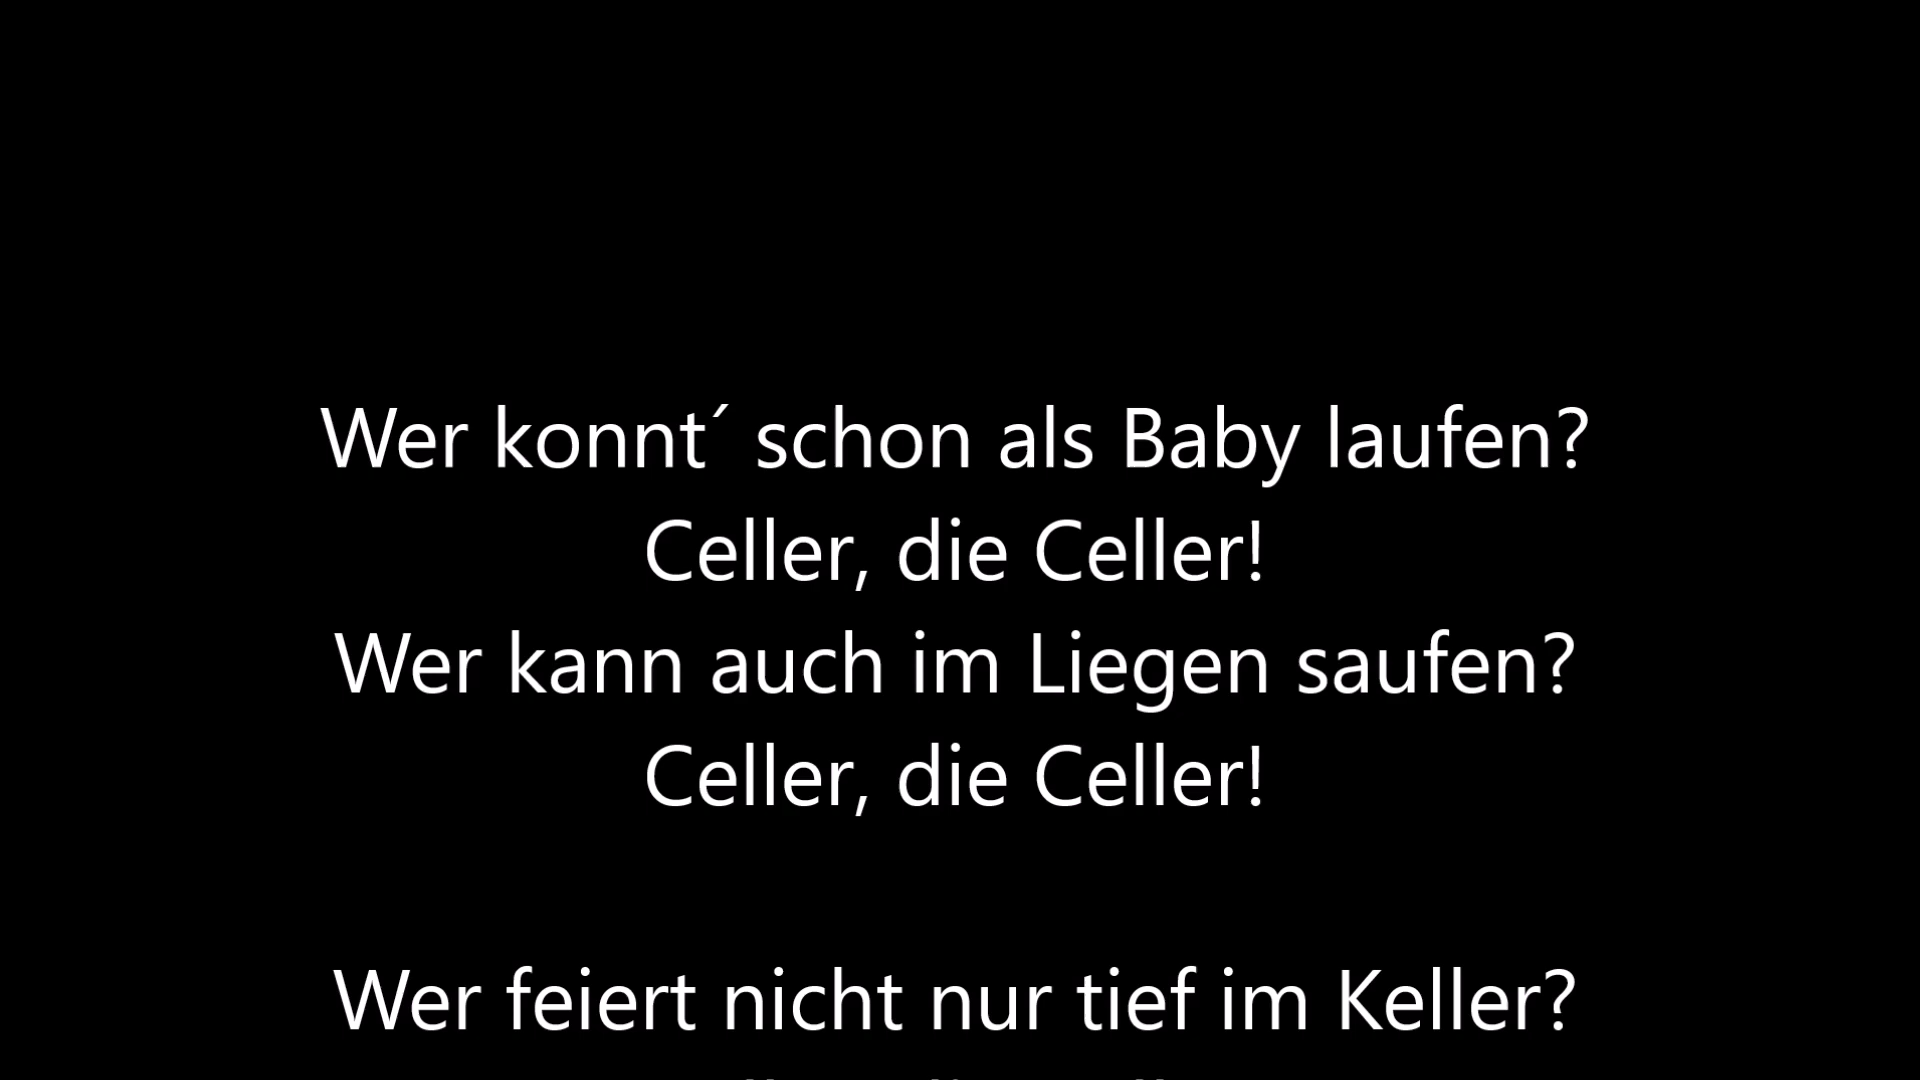 Wer konnt´ schon als Baby laufen?
Celler, die Celler!
Wer kann auch im Liegen saufen?
Celler, die Celler!
Wer feiert nicht nur tief im Keller?